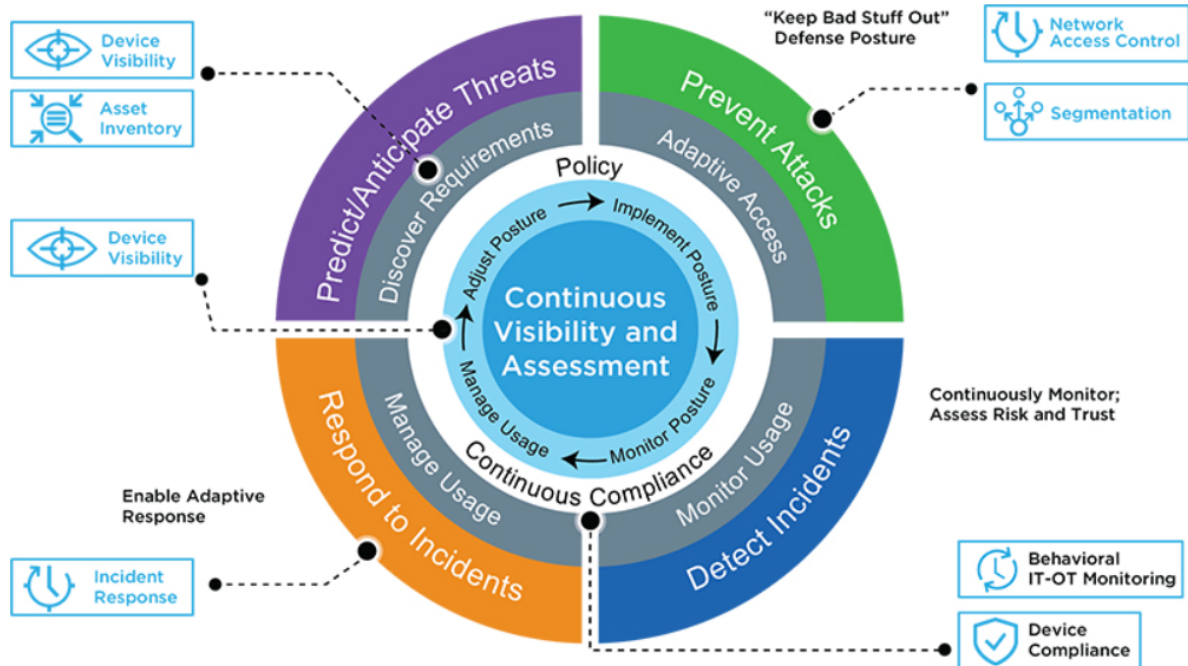 Device
Visibility
Asset
Inventory
Device
Visibility
Predict/Anticipate Threats
Discover Requirements
"Keep Bad Stuff Out"
Defense Posture
Prevent Attacks
Adaptive Access
Network
Access Control
Segmentation
Policy
Adjust Posture
Implement Posture
Continuous
Visibility and
Assessment
Manage Usage
Monitor Posture
Continuous Compliance
Respond to Incidents
Manage Usage
Monitor Usage
Detect Incidents
Continuously Monitor;
Assess Risk and Trust
Enable Adaptive
Response
Incident
Response
Behavioral
IT-OT Monitoring
Device
Compliance